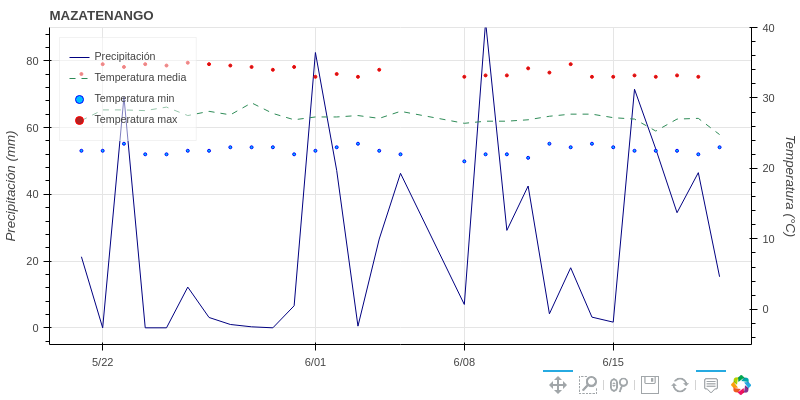 MAZATENANGO
Precipitación
Temperatura media
Temperatura min
Temperatura max
Precipitación (mm)
80
60
40
20
0
Temperatura (°C)
40
30
20
10
0
5/22
6/01
6/08
6/15